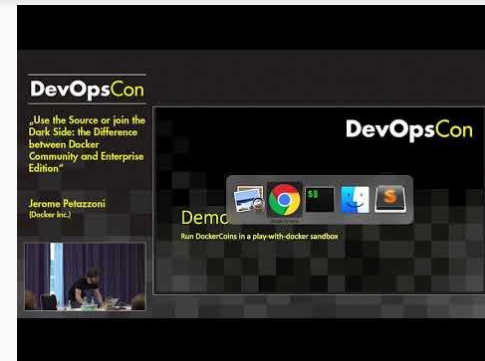 DevOpsCon
„Use the Source or join the
Dark Side: the Difference
between Docker
Community and Enterprise
Edition“
Jerome Petazzoni
(Docker Inc.)
DevOpsCon
Demo
Run DockerCoins in a play-with-docker sandbox
$$
S